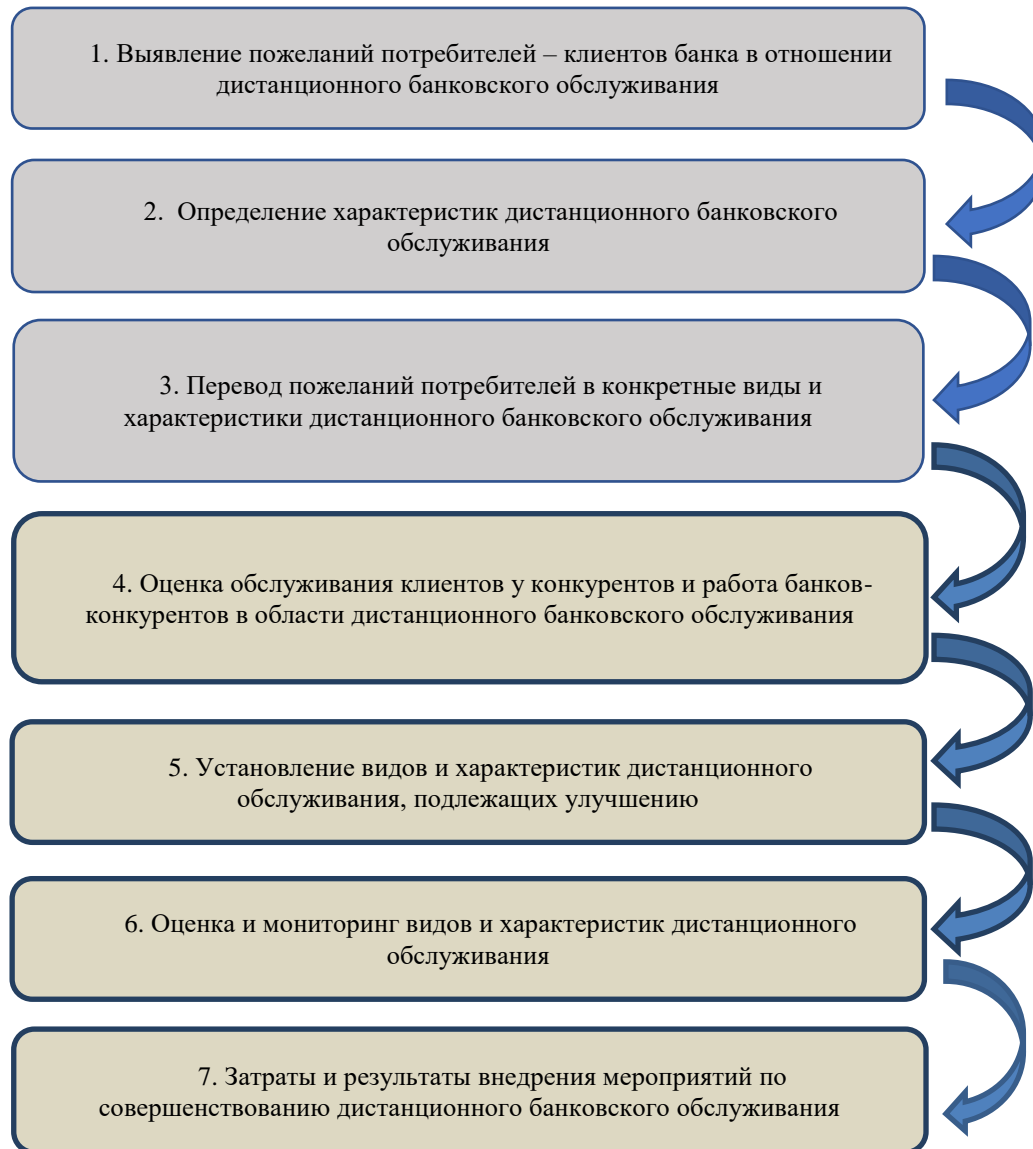 1. Выявление пожеланий потребителей – клиентов банка в отношении
дистанционного банковского обслуживания
2. Определение характеристик дистанционного банковского
обслуживания
3. Перевод пожеланий потребителей в конкретные виды и
характеристики дистанционного банковского обслуживания
4. Оценка обслуживания клиентов у конкурентов и работа банков-
конкурентов в области дистанционного банковского обслуживания
5. Установление видов и характеристик дистанционного
обслуживания, подлежащих улучшению
6. Оценка и мониторинг видов и характеристик дистанционного
обслуживания
7. Затраты и результаты внедрения мероприятий по
совершенствованию дистанционного банковского обслуживания